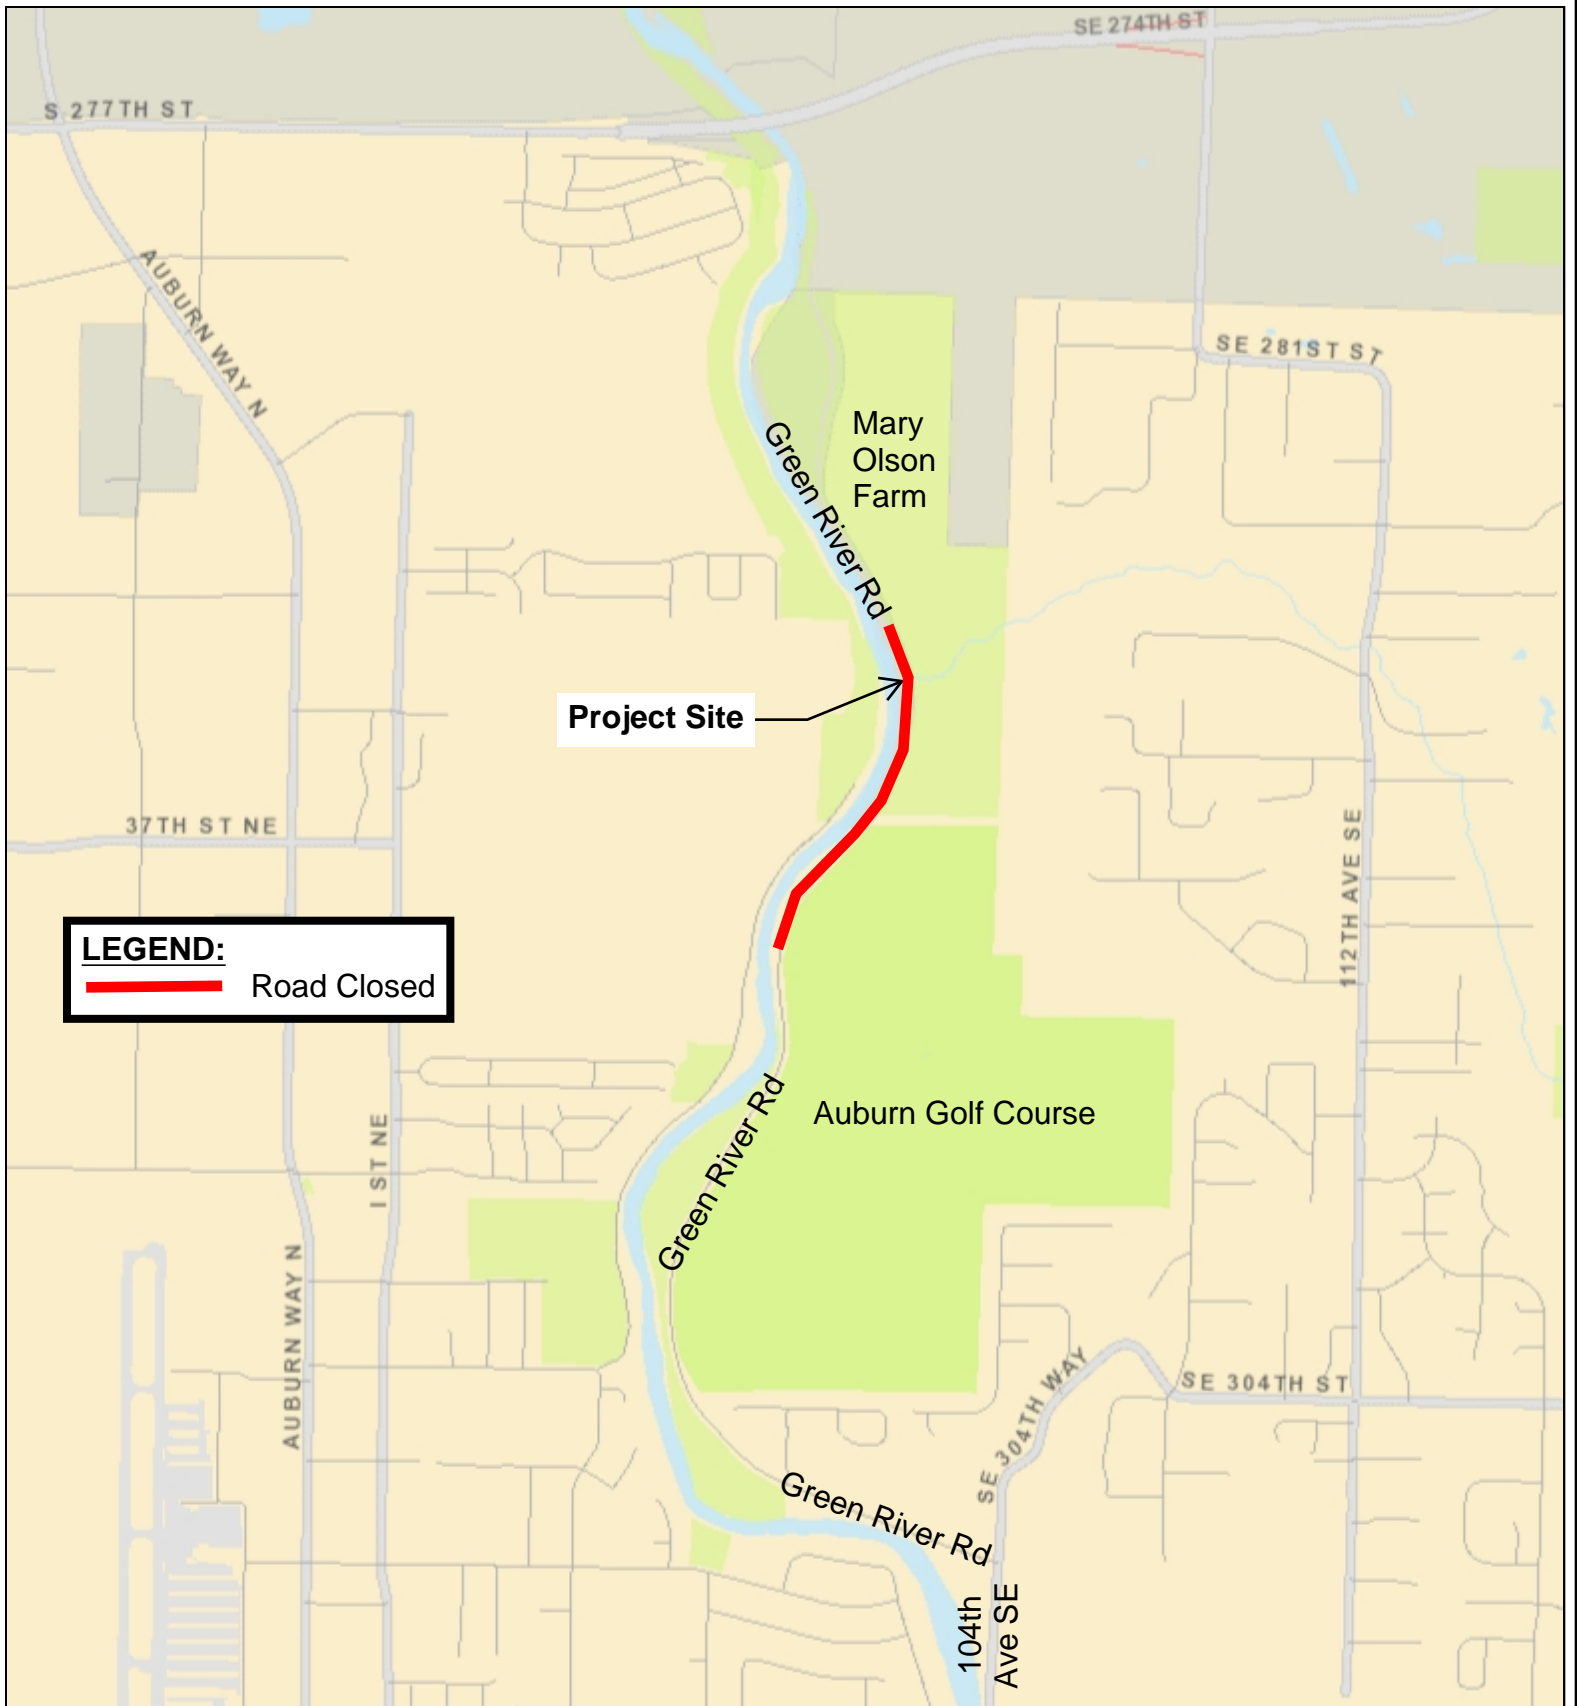 SE 274TH ST
S 277TH ST
AUBURN WAY N
SE 281ST ST
Mary
Olson
Farm
Green River Rd
Project Site
37TH ST NE
112TH AVE SE
LEGEND:
Road Closed
Green River Rd
Auburn Golf Course
I ST NE
AUBURN WAY N
SE 304TH WAY
SE 304TH ST
Green River Rd
104th
Ave SE